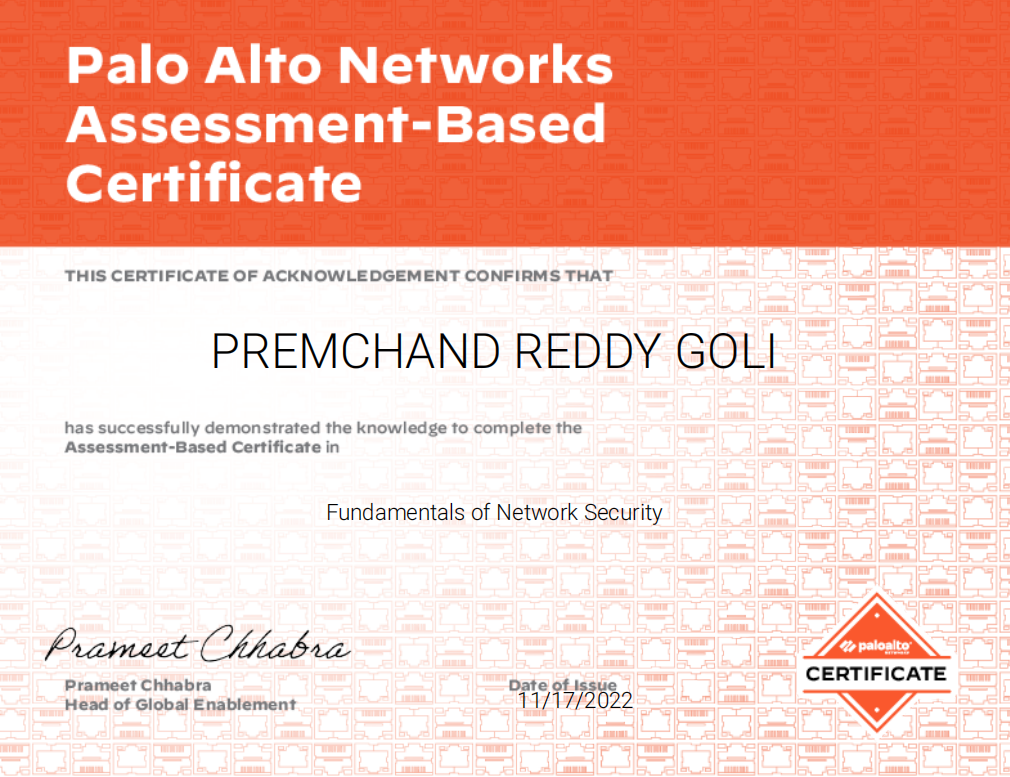 Palo Alto Networks
Assessment-Based
Certificate
THIS CERTIFICATE OF ACKNOWLEDGEMENT CONFIRMS THAT
PREMCHAND REDDY GOLI
has successfully demonstrated the knowledge to complete the
Assessment-Based Certificate in
Fundamentals of Network Security
Prameet Chhabra
Prameet Chhabra
Head of Global Enablement
Date of Issue
11/17/2022
paloalto
NETWORKS
CERTIFICATE